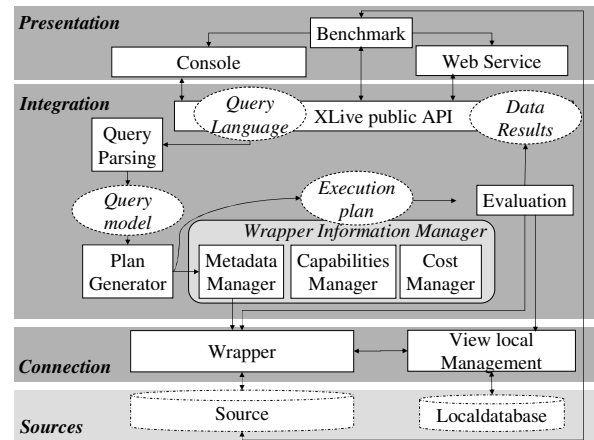 Presentation
Benchmark
Console
Web Service
Integration
Query
Language
XLive public API
Data
Results
Query
Parsing
Query
model
Execution
plan
Evaluation
Wrapper Information Manager
Plan
Generator
Metadata
Manager
Capabilities
Manager
Cost
Manager
Connection
Wrapper
View local
Management
Sources
Source
Localdatabase